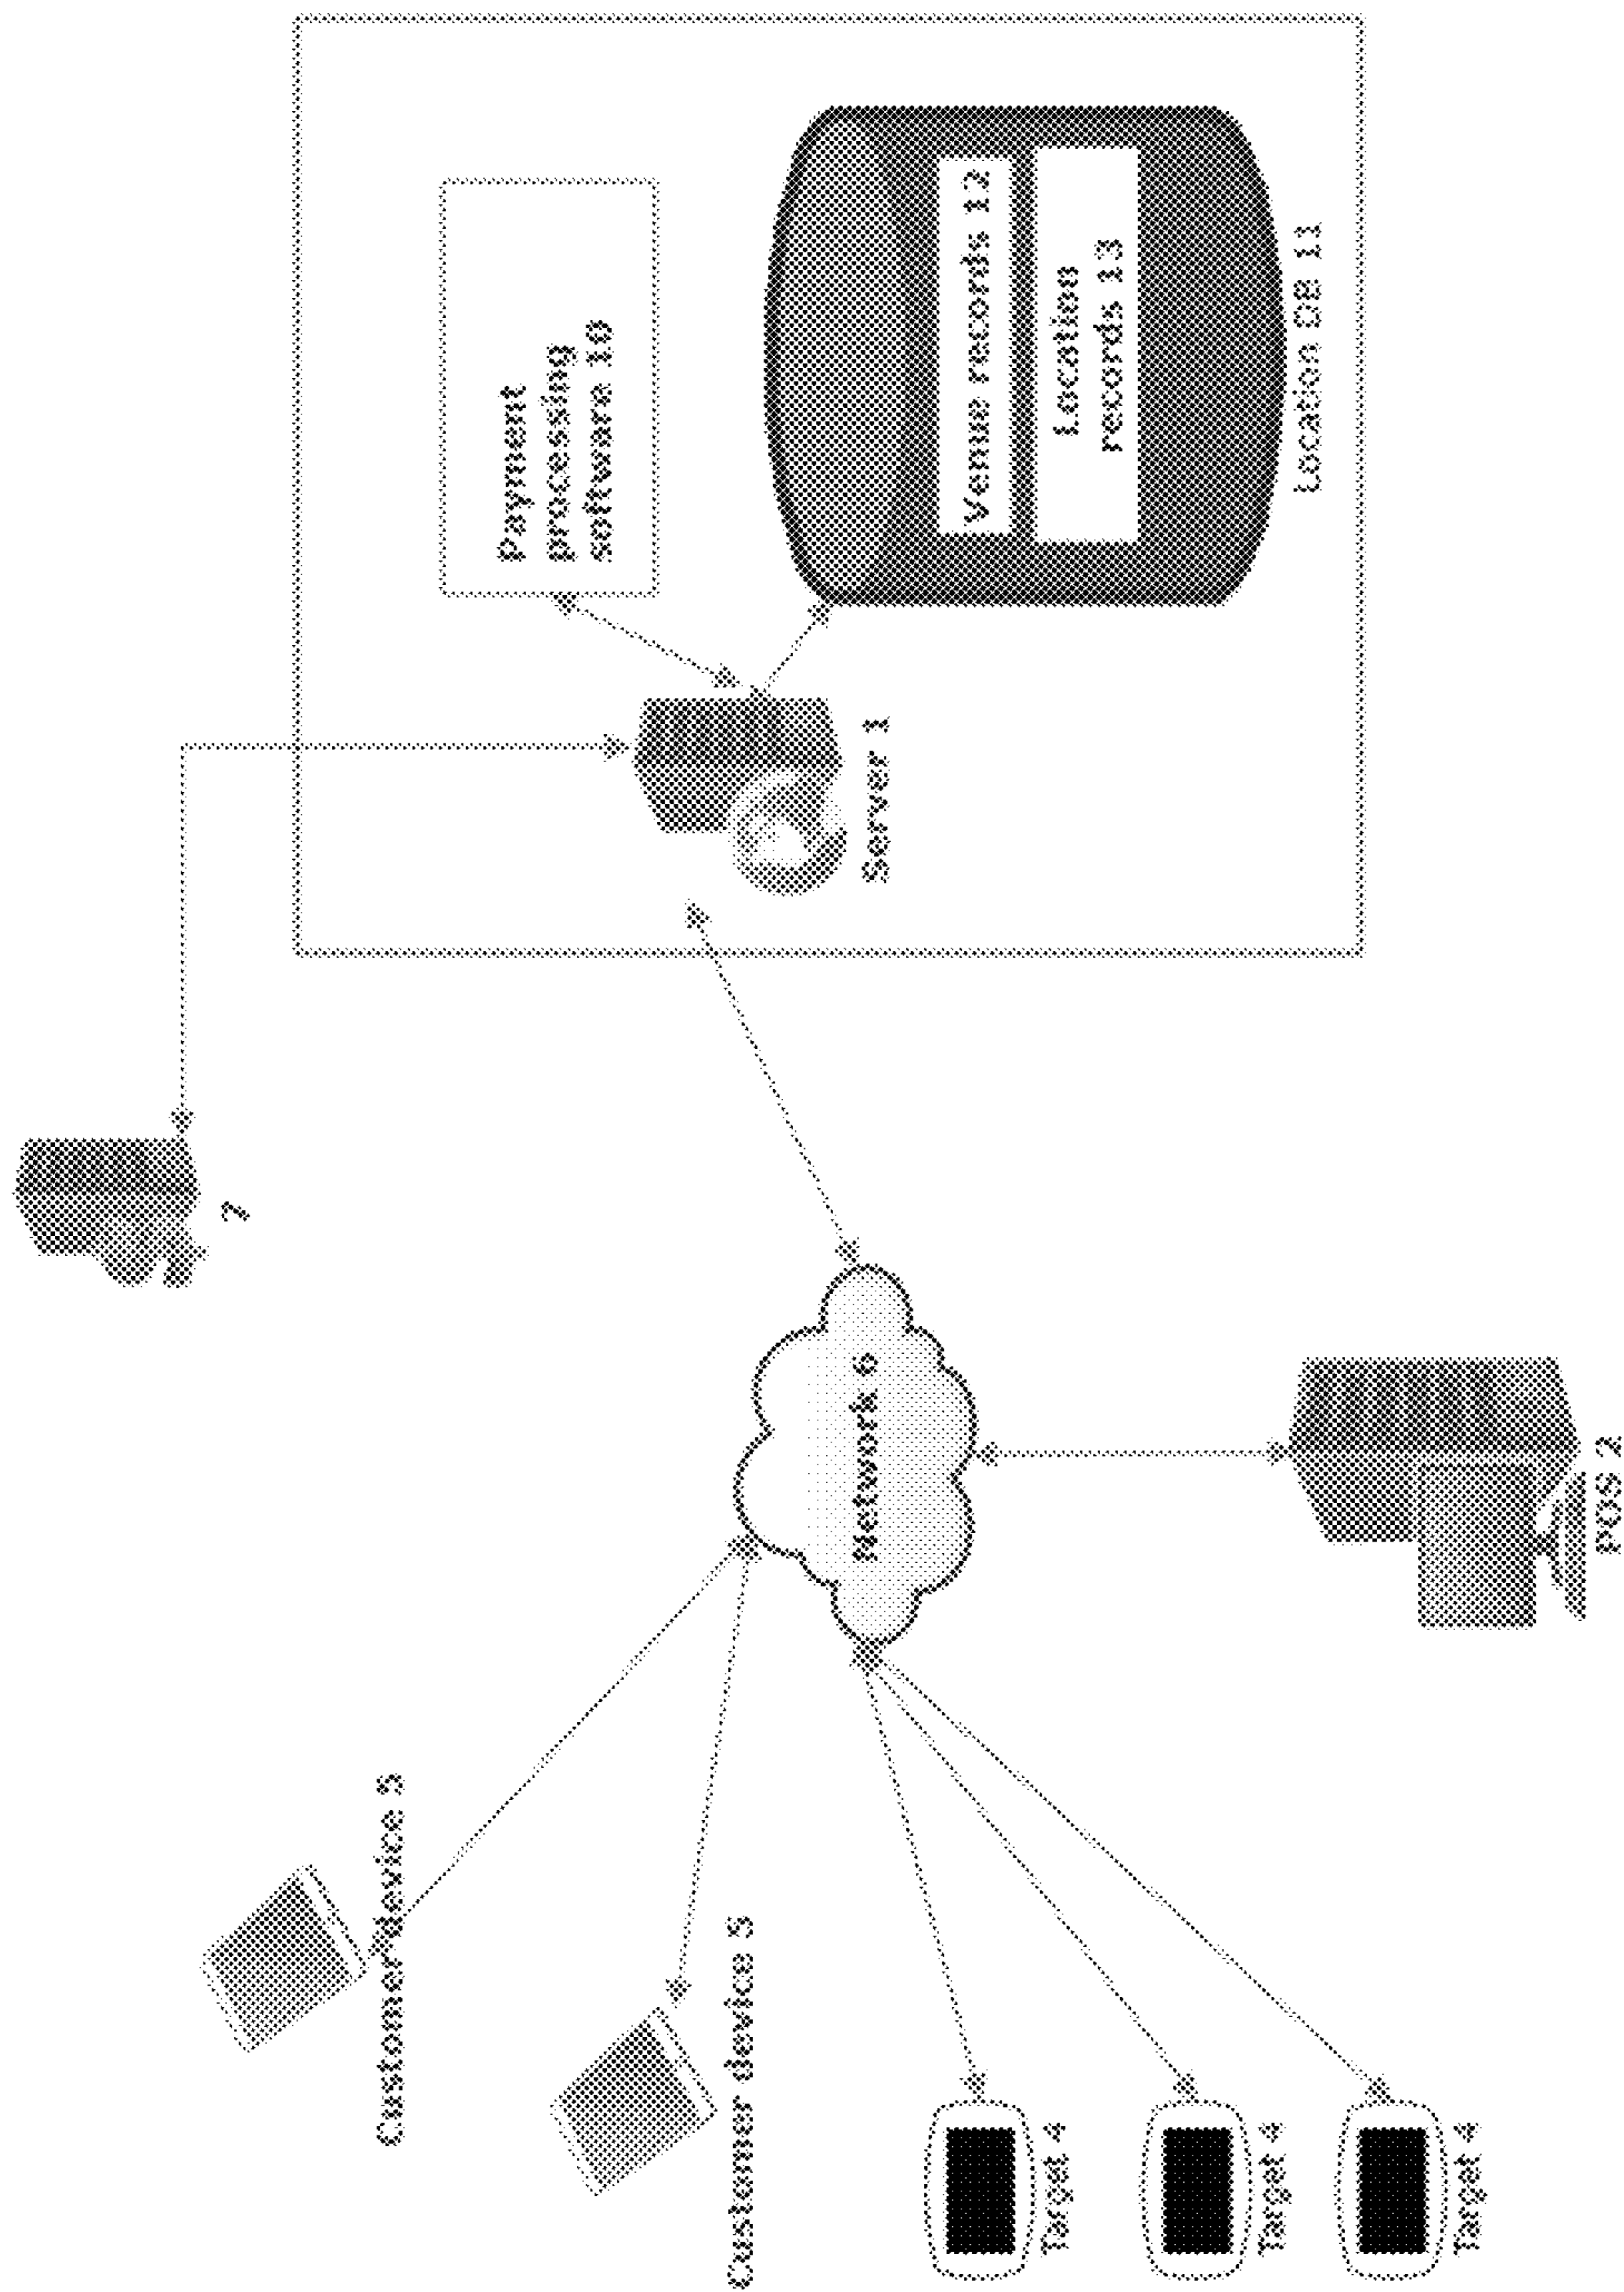 7
Payment
processing
software 10
Customer device 5
Customer device 5
Network 6
Server 1
Venue records 12
Location
records 13
Location DB 11
Target 4
Target 4
Target 4
POS 2